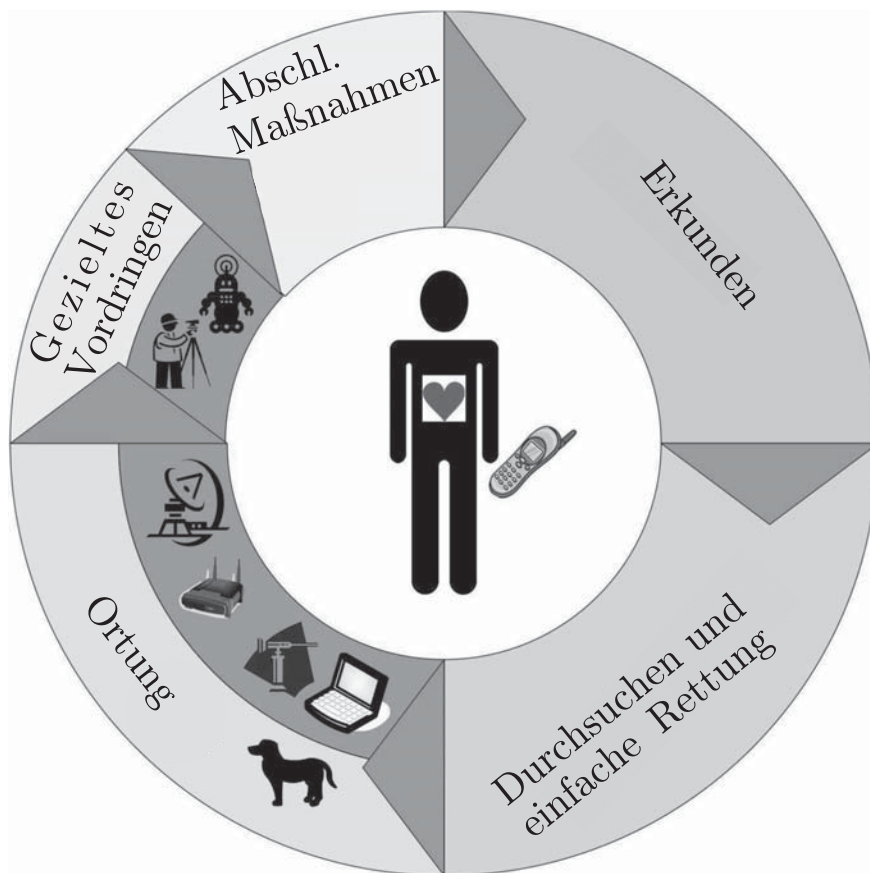 Abschl.
Maßnahmen
Erkunden
Gezieltes
Vordringen
Ortung
Durchsuchen und
einfache Rettung